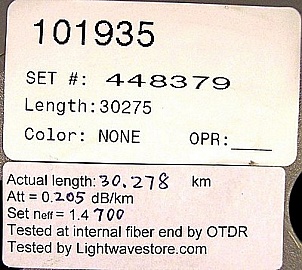 101935
SET #: 448379
Length:30275
Color: NONE OPR:___
Actual length: 30.278 km
Att = 0.205 dB/km
Set neff = 1.4700
Tested at internal fiber end by OTDR
Tested by Lightwavestore.com